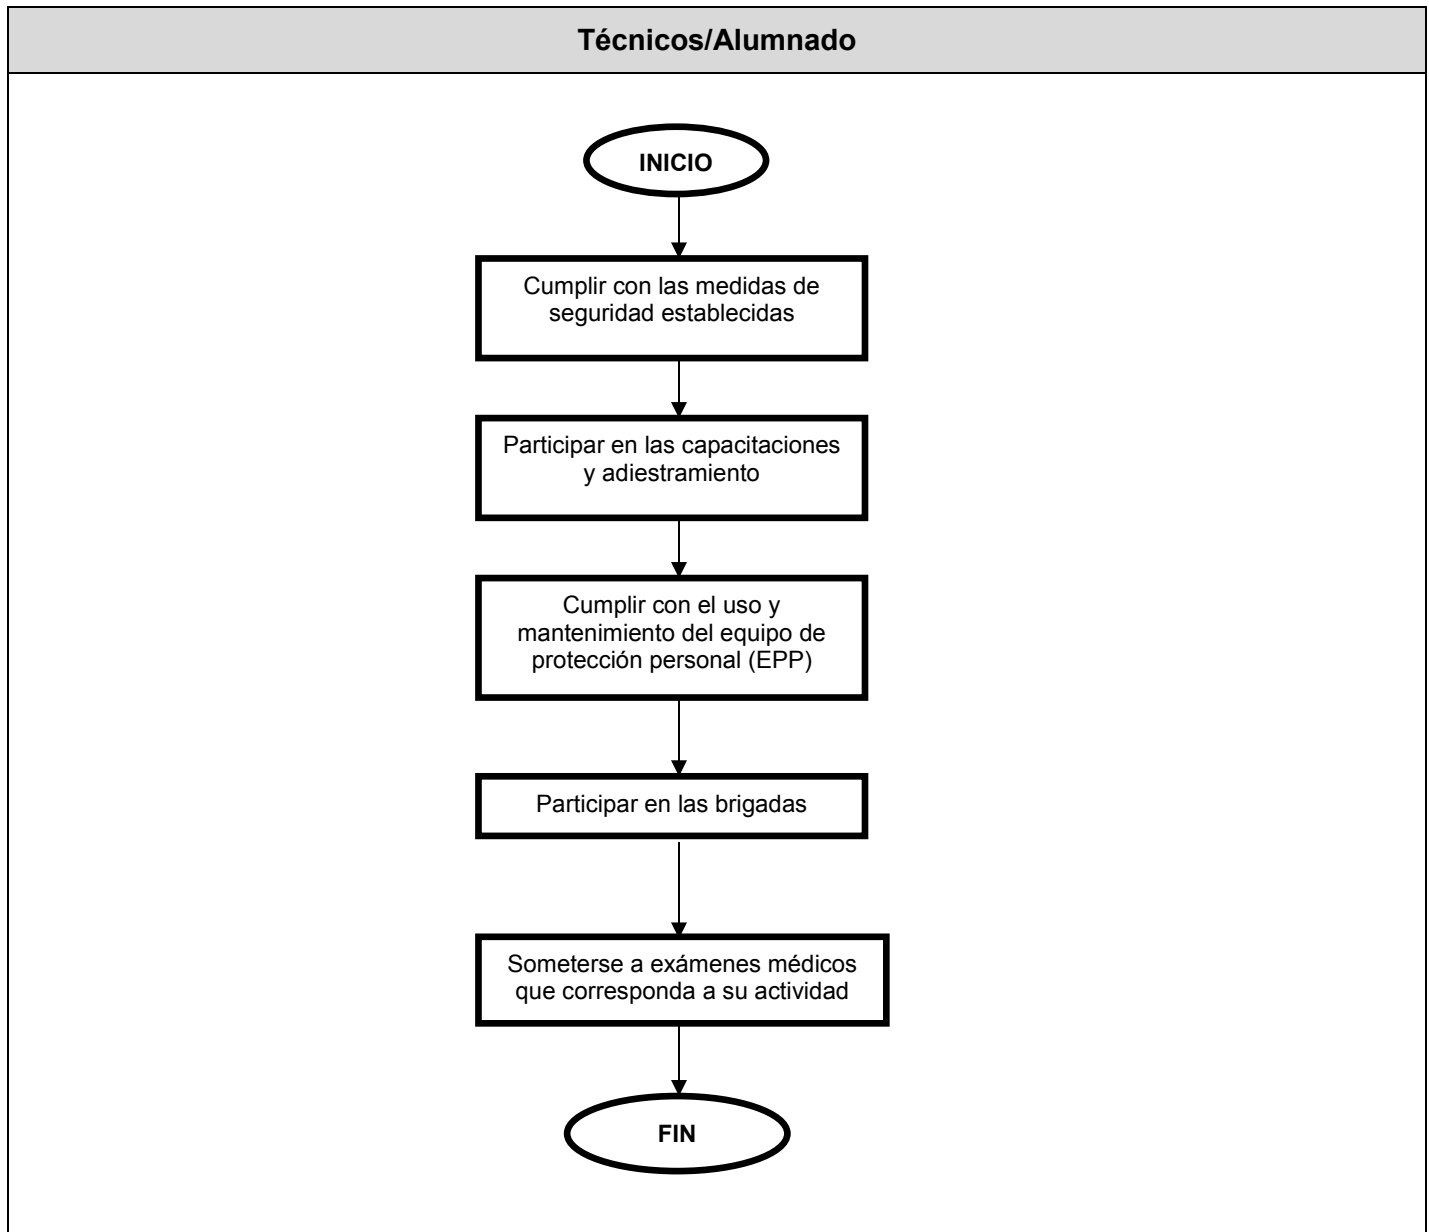 Técnicos/Alumnado
INICIO
Cumplir con las medidas de
seguridad establecidas
Participar en las capacitaciones
y adiestramiento
Cumplir con el uso y
mantenimiento del equipo de
protección personal (EPP)
Participar en las brigadas
Someterse a exámenes médicos
que corresponda a su actividad
FIN